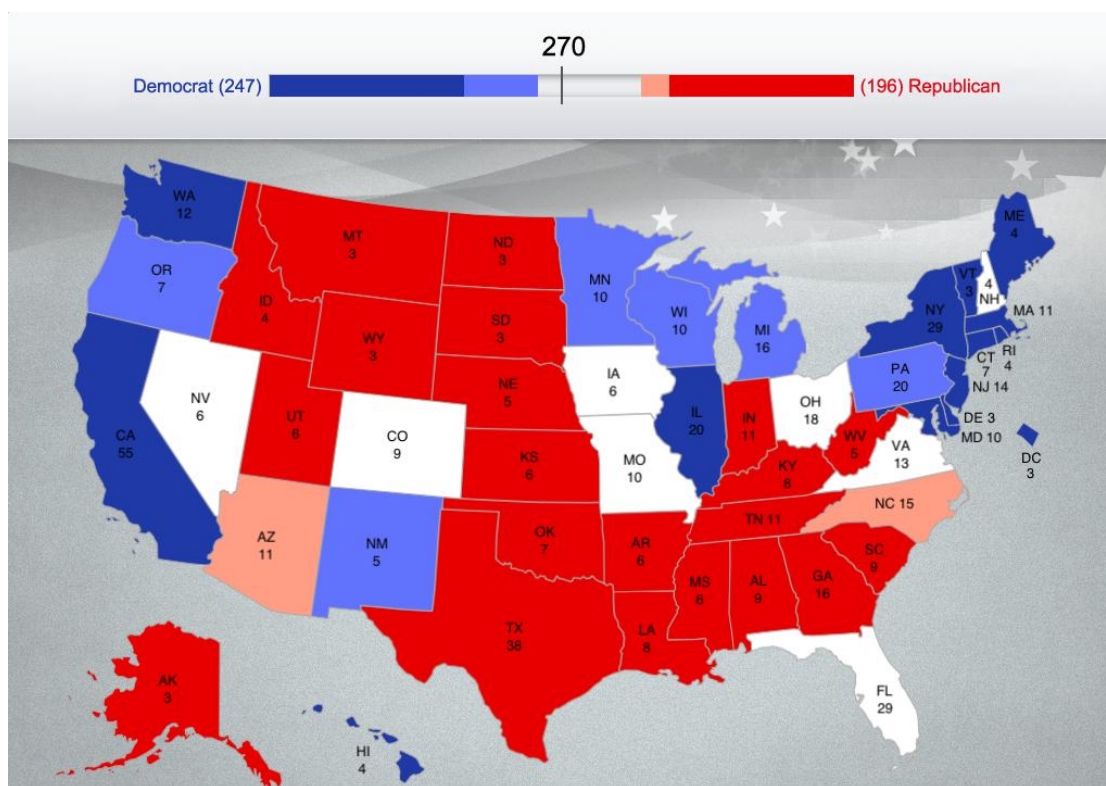 270
Democrat (247)
(196) Republican
WA
12
OR
7
CA
55
NV
6
ID
4
MT
3
WY
3
UT
6
AZ
11
CO
9
NM
5
ND
3
SD
3
NE
5
KS
6
OK
7
TX
38
MN
10
IA
6
MO
10
AR
6
LA
8
WI
10
IL
20
MI
16
IN
11
OH
18
KY
8
TN 11
MS
6
AL
9
GA
16
FL
29
SC
9
NC 15
VA
13
WV
5
PA
20
NY
29
VT
3
4
NH
ME
4
MA 11
RI
4
CT
7
NJ 14
DE 3
MD 10
DC
3
AK
3
HI
4